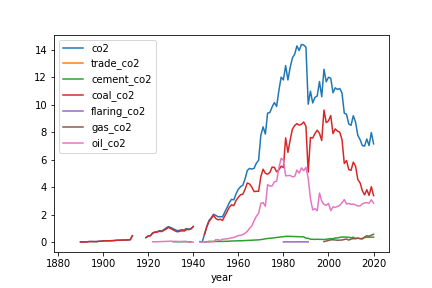 14
12
10
8
6
4
2
0
co2
trade_co2
cement_co2
coal_co2
flaring_co2
gas_co2
oil_co2
1880
1900
1920
1940
1960
1980
2000
2020
year